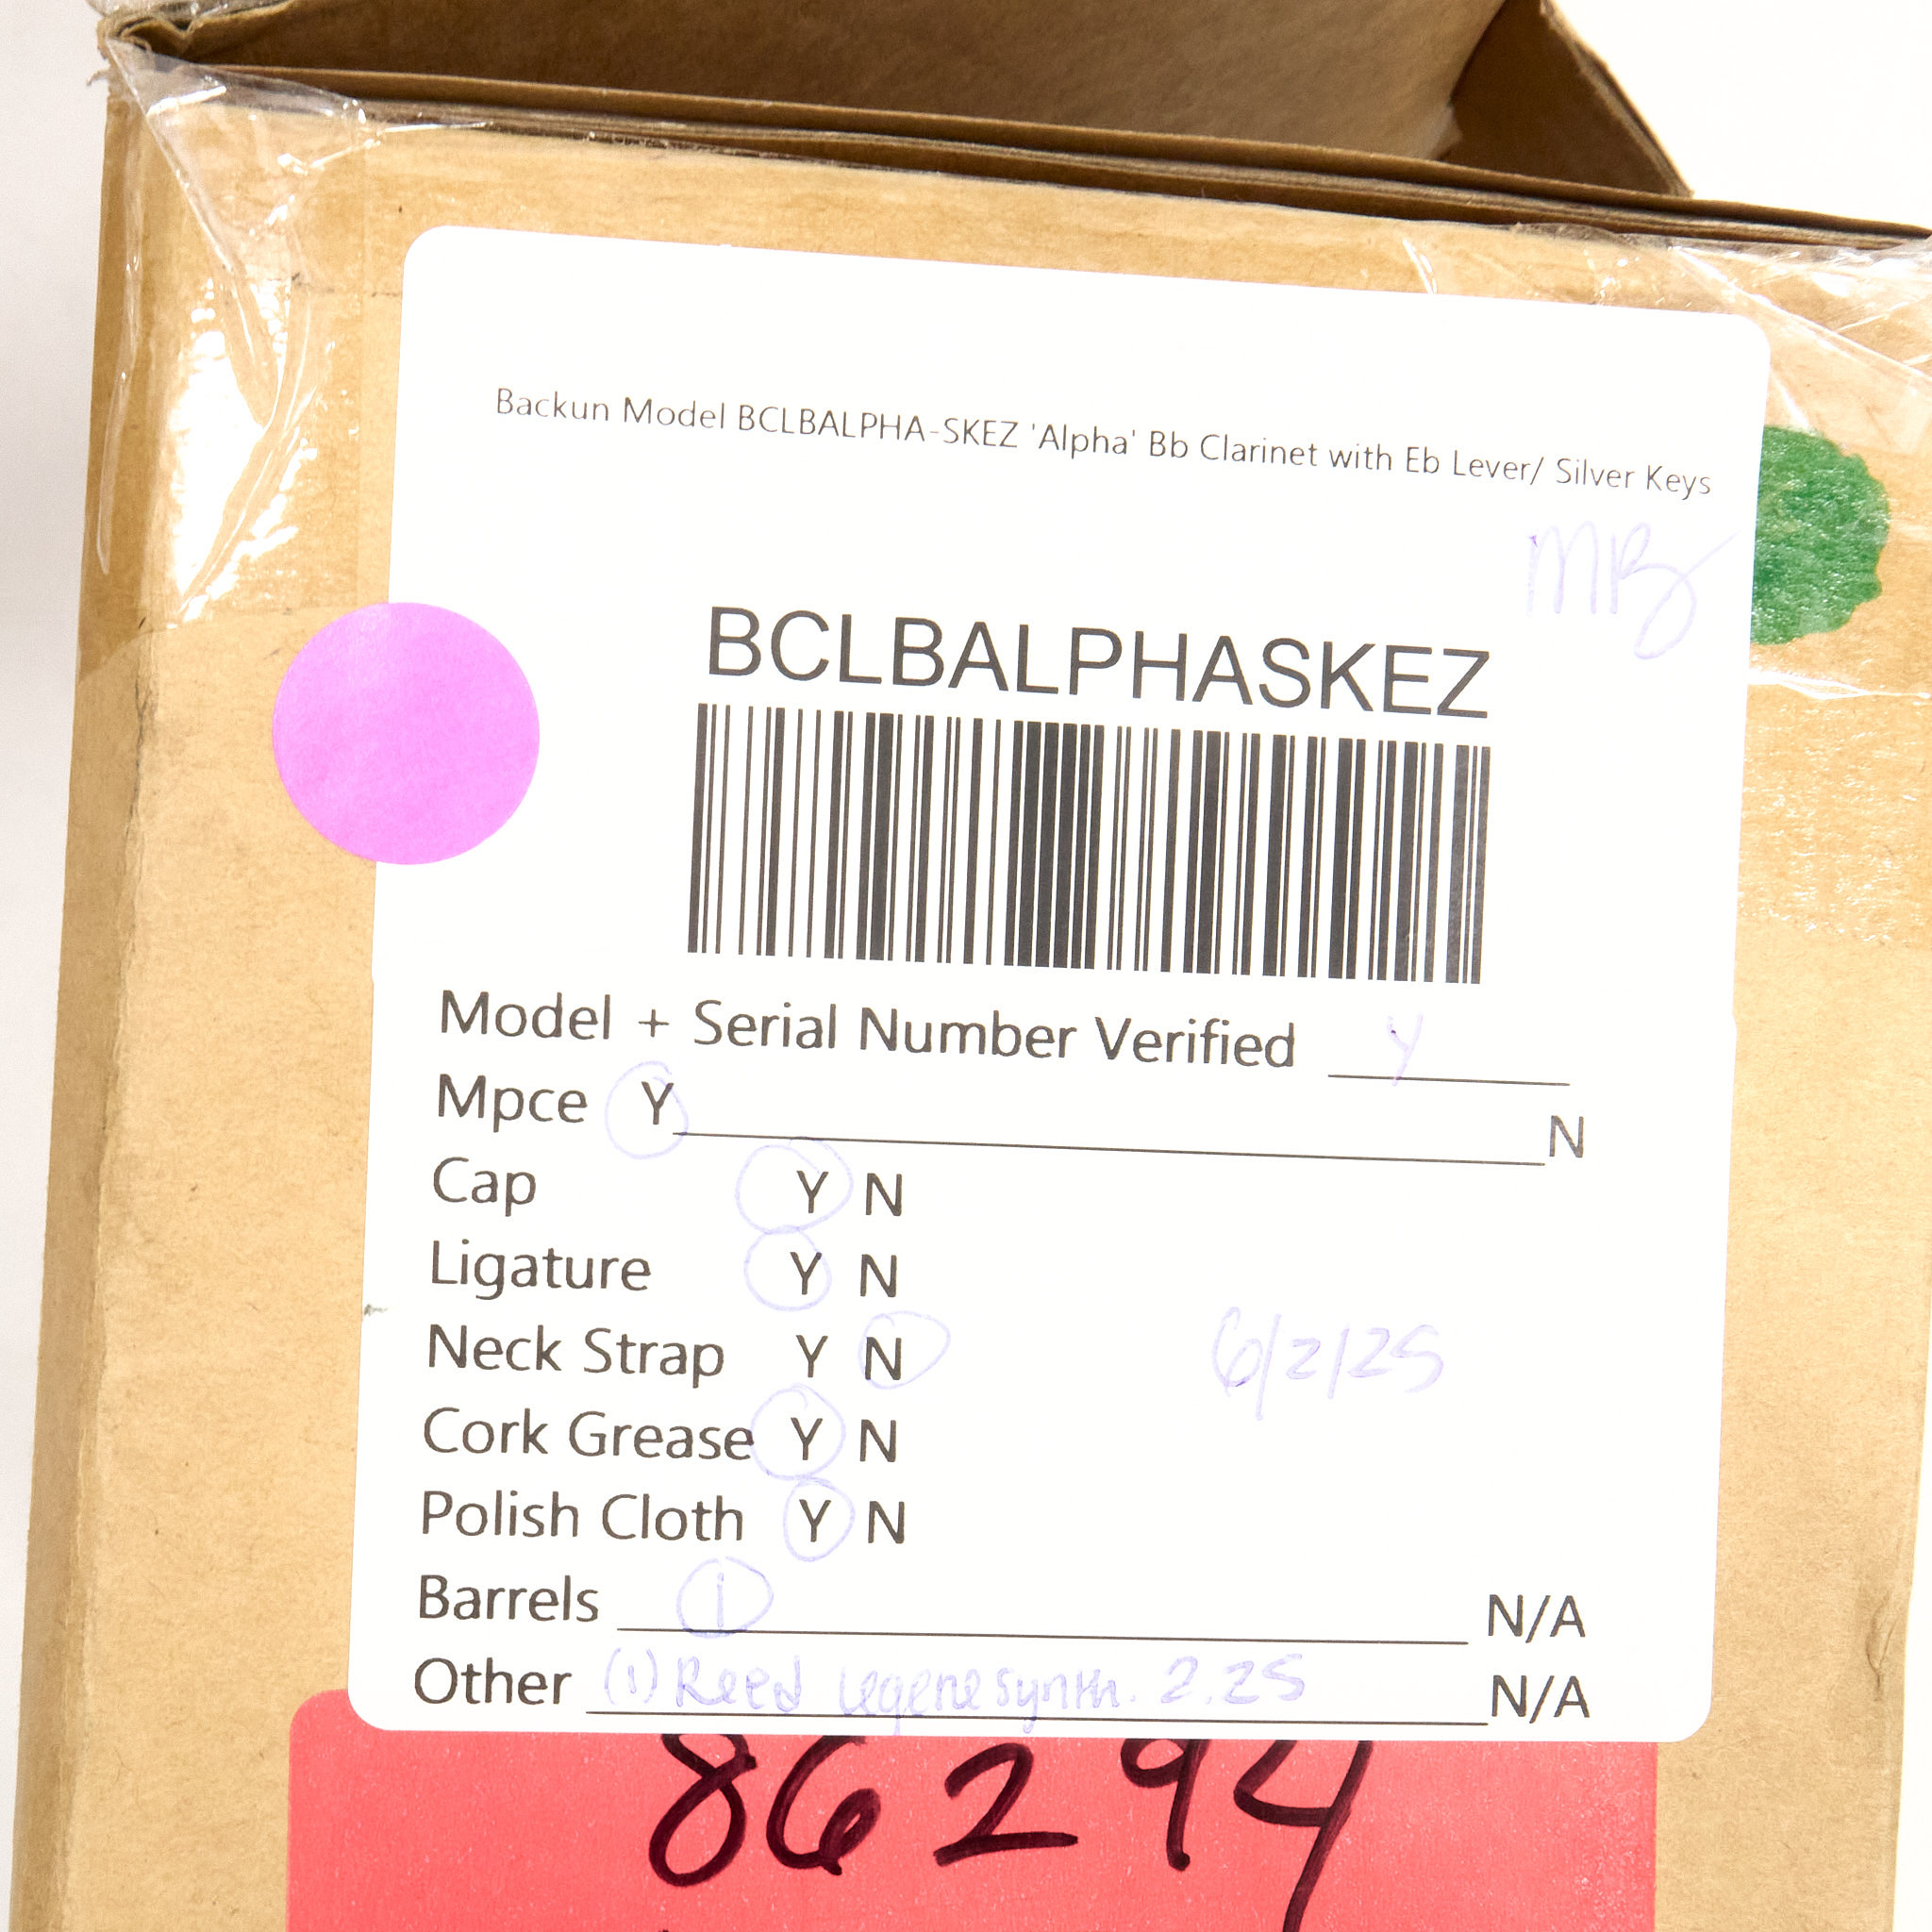 Backun Model BCLBALPHA-SKEZ 'Alpha' Bb Clarinet with Eb Lever/ Silver Keys
MB
BCLBALPHASKEZ
Model + Serial Number Verified Y
Mpce Y N
Cap Y N
Ligature Y N
Neck Strap Y N
6/2/25
Cork Grease Y N
Polish Cloth Y N
Barrels 1 N/A
Other (1) Reed Legere synth. 2.25 N/A
86294